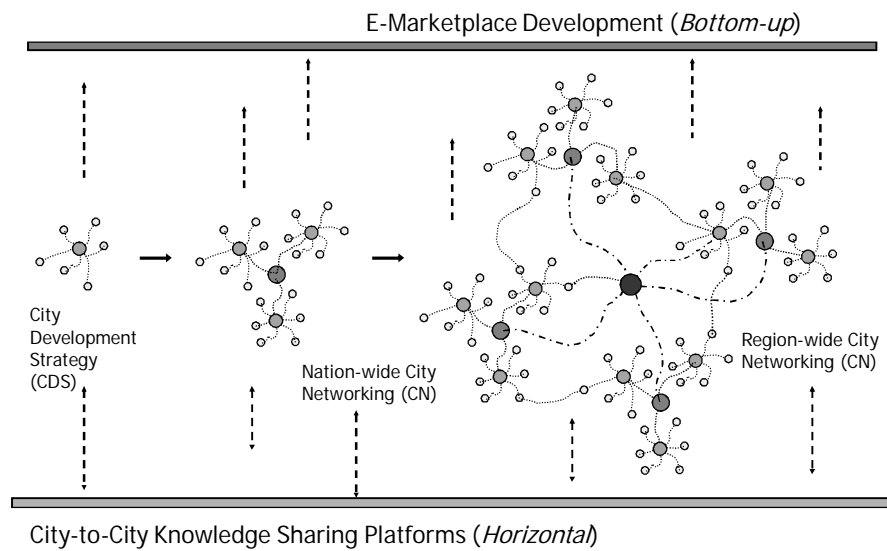 E-Marketplace Development (Bottom-up)
City
Development
Strategy
(CDS)
Nation-wide City
Networking (CN)
Region-wide City
Networking (CN)
City-to-City Knowledge Sharing Platforms (Horizontal)